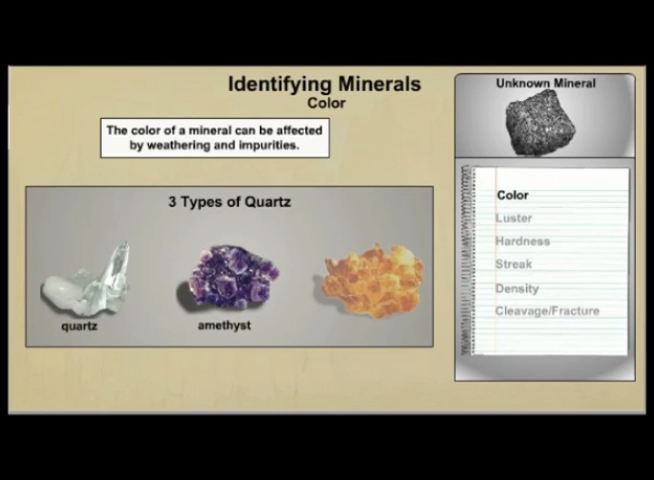 Identifying Minerals
Color
The color of a mineral can be affected
by weathering and impurities.
3 Types of Quartz
quartz
amethyst
Unknown Mineral
Color
Luster
Hardness
Streak
Density
Cleavage/Fracture